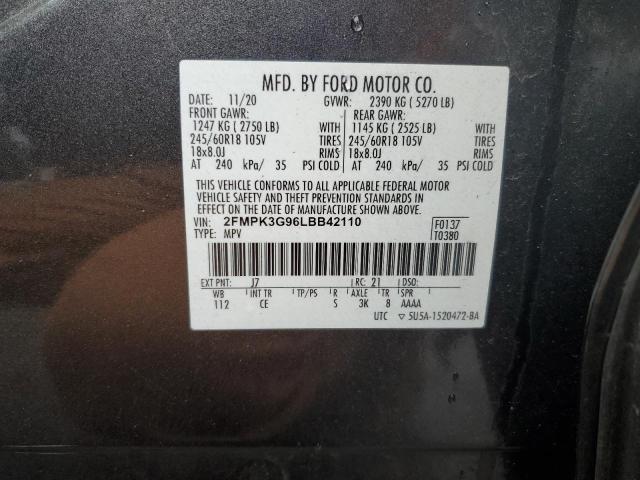 MFD. BY FORD MOTOR CO.
DATE: 11/20 GVWR: 2390 KG ( 5270 LB)
FRONT GAWR: REAR GAWR:
1247 KG ( 2750 LB) WITH 1145 KG ( 2525 LB) WITH
245/60R18 105V TIRES 245/60R18 105V TIRES
18x8.0J RIMS 18x8.0J RIMS
AT 240 kPa/ 35 PSI COLD AT 240 kPa/ 35 PSI COLD
THIS VEHICLE CONFORMS TO ALL APPLICABLE FEDERAL MOTOR
VEHICLE SAFETY AND THEFT PREVENTION STANDARDS IN
EFFECT ON THE DATE OF MANUFACTURE SHOWN ABOVE.
VIN: 2FMPK3G96LBB42110 F0137
TYPE: MPV T0380
EXT PNT: J7 RC: 21 DSO:
WB INT TR TP/PS R AXLE TR SPR
112 CE 5 3K 8 AAAA
UTC ▽ 5U5A-1520472-BA